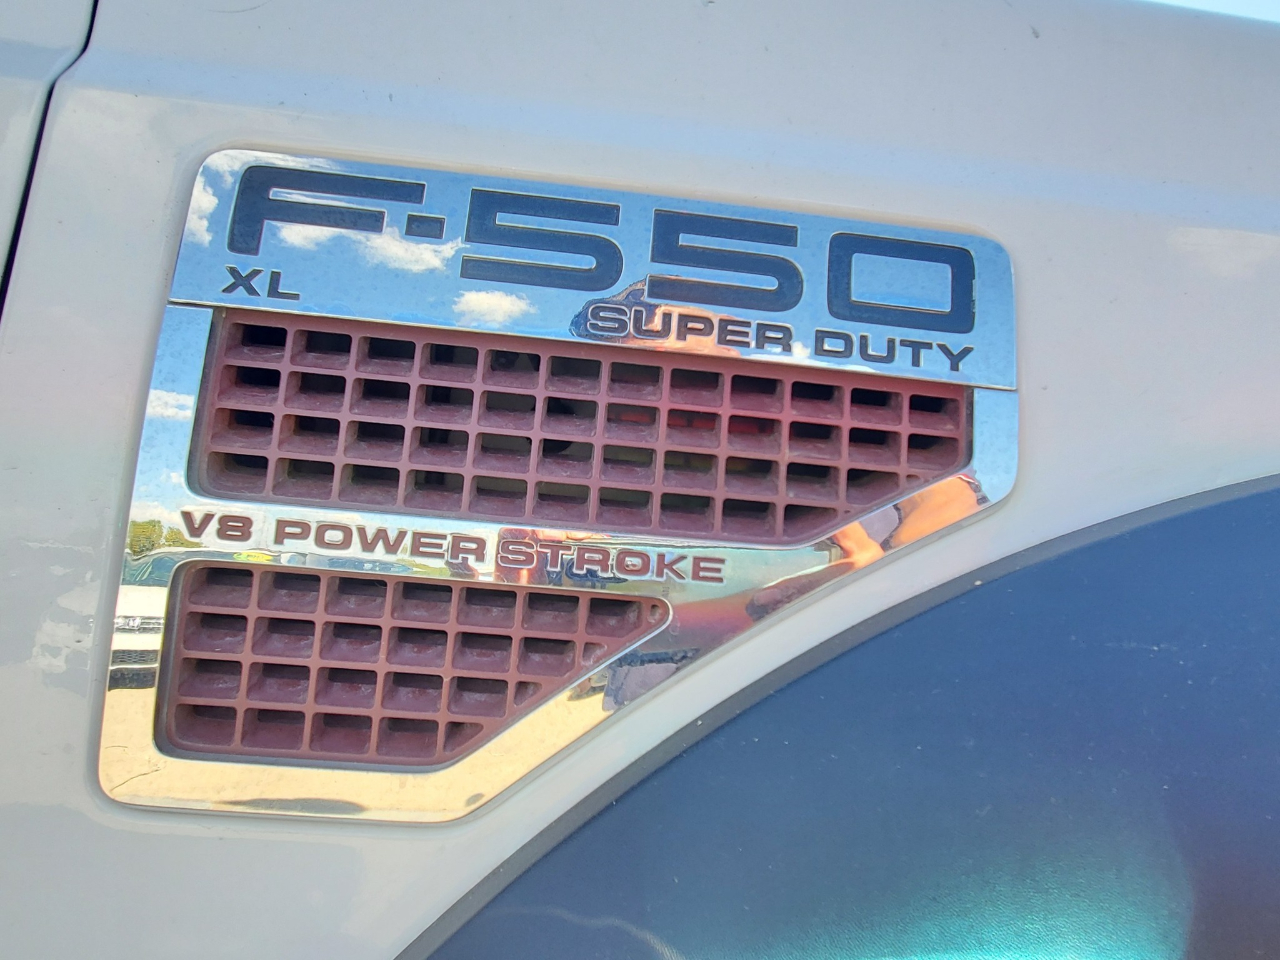 F-550
XL
SUPER DUTY
V8 POWER STROKE